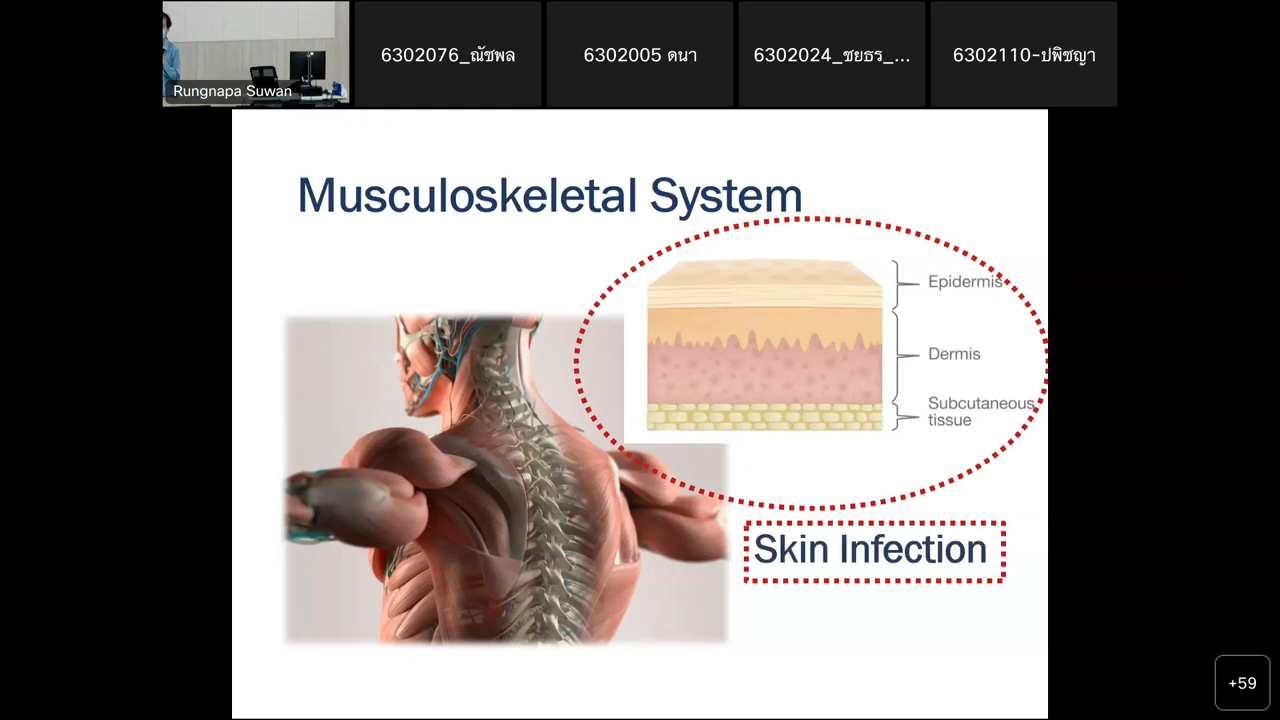 Rungnapa Suwan
6302076_ณัชพล
6302005 ดนา
6302024_ชยธร_...
6302110-ปพิชญา
Musculoskeletal System
Epidermis
Dermis
Subcutaneous
tissue
Skin Infection
+59